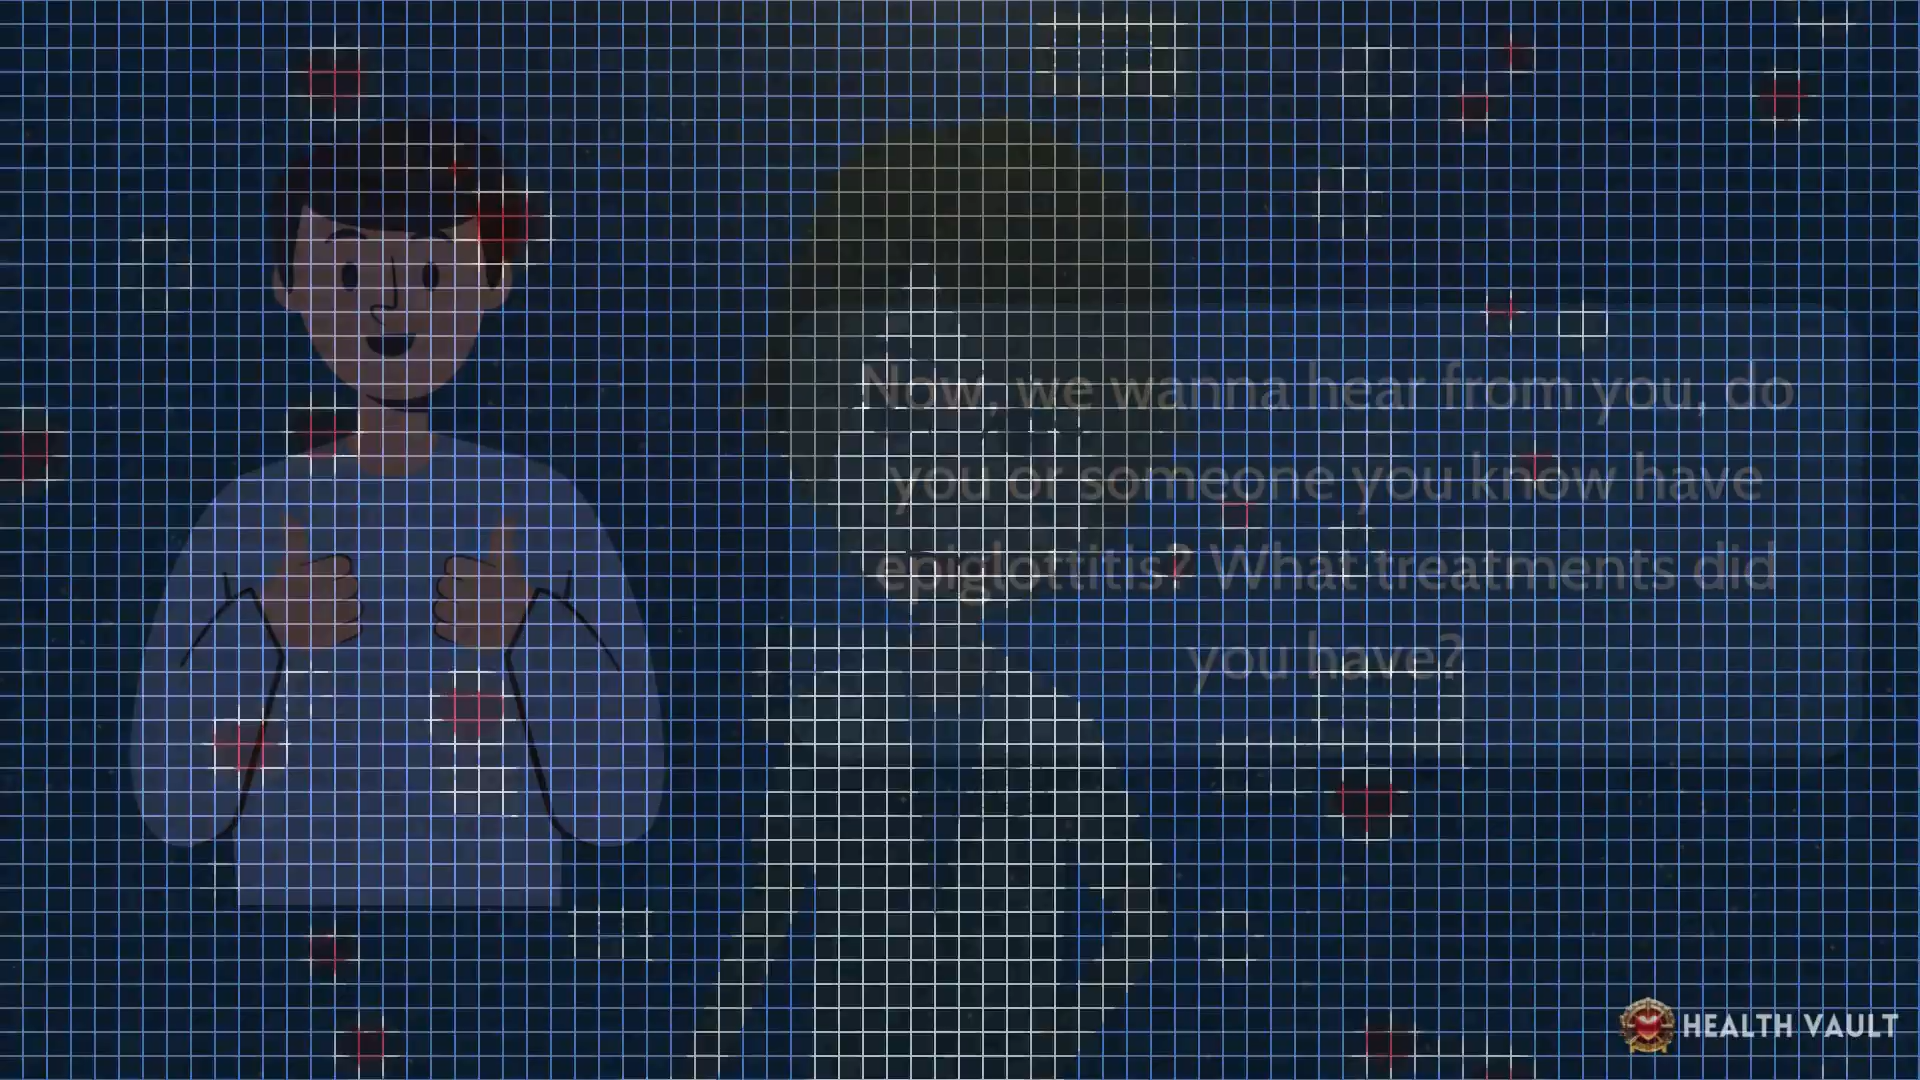 Now, we wanna hear from you, do
you or someone you know have
epiglottitis? What treatments did
you have?
HEALTH VAULT